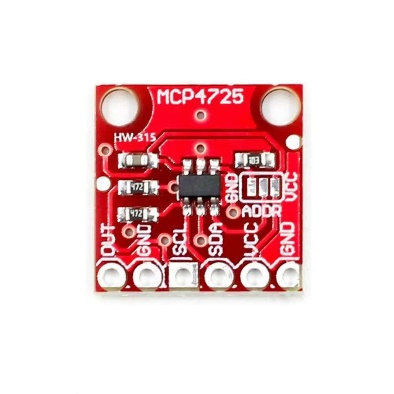 MCP4725
HW-315
103
472
472
GND
VCC
ADDR
OUT
GND
SCL
SDA
VCC
GND